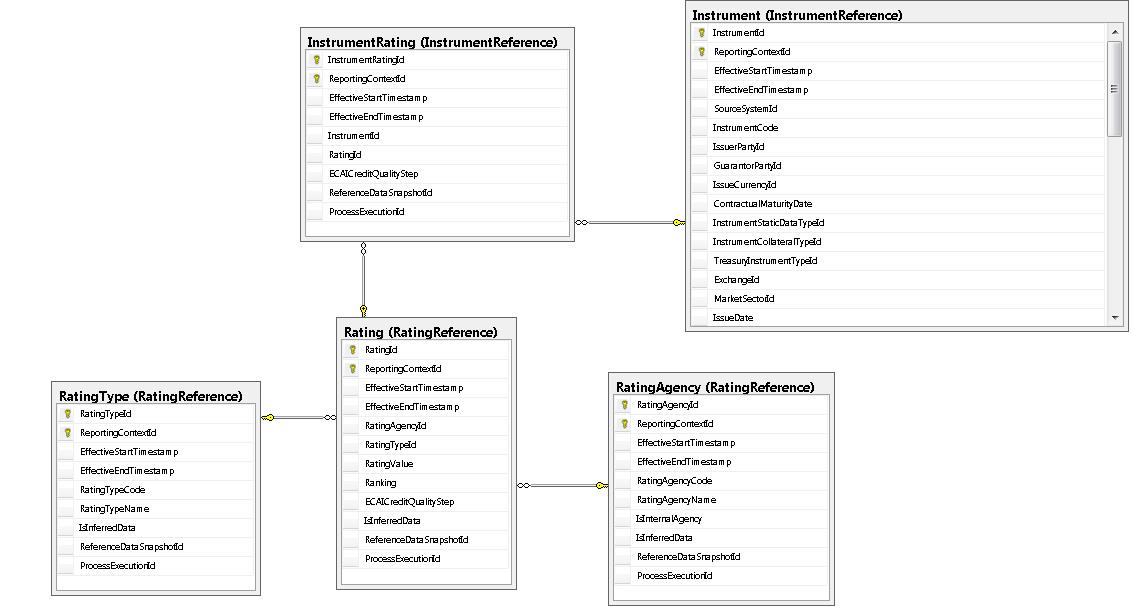 InstrumentRating (InstrumentReference)
InstrumentRatingId
ReportingContextId
EffectiveStartTimestamp
EffectiveEndTimestamp
InstrumentId
RatingId
ECAICreditQualityStep
ReferenceDataSnapshotId
ProcessExecutionId
Instrument (InstrumentReference)
InstrumentId
ReportingContextId
EffectiveStartTimestamp
EffectiveEndTimestamp
SourceSystemId
InstrumentCode
IssuerPartyId
GuarantorPartyId
IssueCurrencyId
ContractualMaturityDate
InstrumentStaticDataTypeId
InstrumentCollateralTypeId
TreasuryInstrumentTypeId
ExchangeId
MarketSectorId
IssueDate
Rating (RatingReference)
RatingId
ReportingContextId
EffectiveStartTimestamp
EffectiveEndTimestamp
RatingAgencyId
RatingTypeId
RatingValue
Ranking
ECAICreditQualityStep
IsInferredData
ReferenceDataSnapshotId
ProcessExecutionId
RatingType (RatingReference)
RatingTypeId
ReportingContextId
EffectiveStartTimestamp
EffectiveEndTimestamp
RatingTypeCode
RatingTypeName
IsInferredData
ReferenceDataSnapshotId
ProcessExecutionId
RatingAgency (RatingReference)
RatingAgencyId
ReportingContextId
EffectiveStartTimestamp
EffectiveEndTimestamp
RatingAgencyCode
RatingAgencyName
IsInternalAgency
IsInferredData
ReferenceDataSnapshotId
ProcessExecutionId